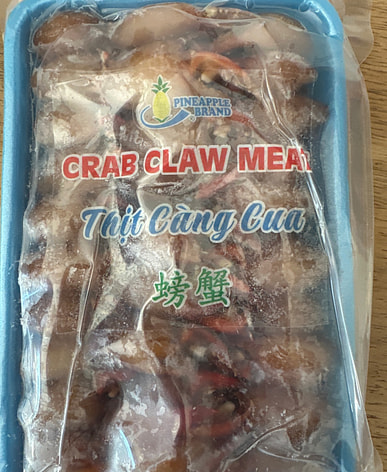 PINEAPPLE
BRAND
CRAB CLAW MEAT
Thịt Càng Cua
螃蟹